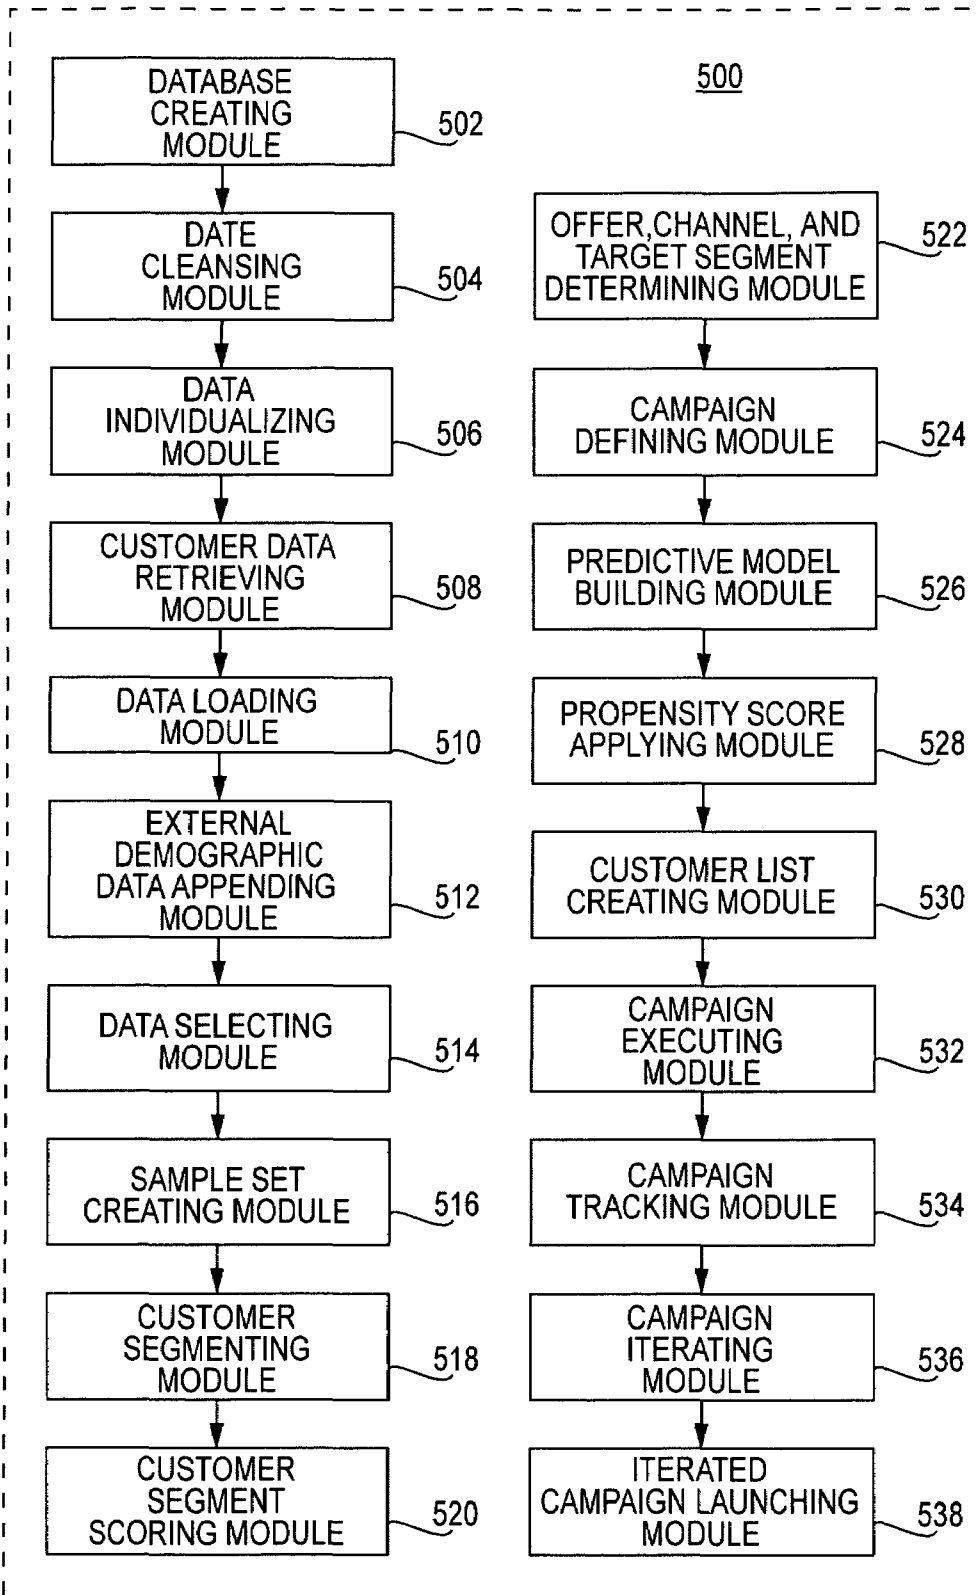 500
DATABASE
CREATING
MODULE
502
DATE
CLEANSING
MODULE
504
DATA
INDIVIDUALIZING
MODULE
506
CUSTOMER DATA
RETRIEVING
MODULE
508
DATA LOADING
MODULE
510
EXTERNAL
DEMOGRAPHIC
DATA APPENDING
MODULE
512
DATA SELECTING
MODULE
514
SAMPLE SET
CREATING MODULE
516
CUSTOMER
SEGMENTING
MODULE
518
CUSTOMER
SEGMENT
SCORING MODULE
520
OFFER, CHANNEL, AND
TARGET SEGMENT
DETERMINING MODULE
522
CAMPAIGN
DEFINING MODULE
524
PREDICTIVE MODEL
BUILDING MODULE
526
PROPENSITY SCORE
APPLYING MODULE
528
CUSTOMER LIST
CREATING MODULE
530
CAMPAIGN
EXECUTING
MODULE
532
CAMPAIGN
TRACKING MODULE
534
CAMPAIGN
ITERATING
MODULE
536
ITERATED
CAMPAIGN LAUNCHING
MODULE
538